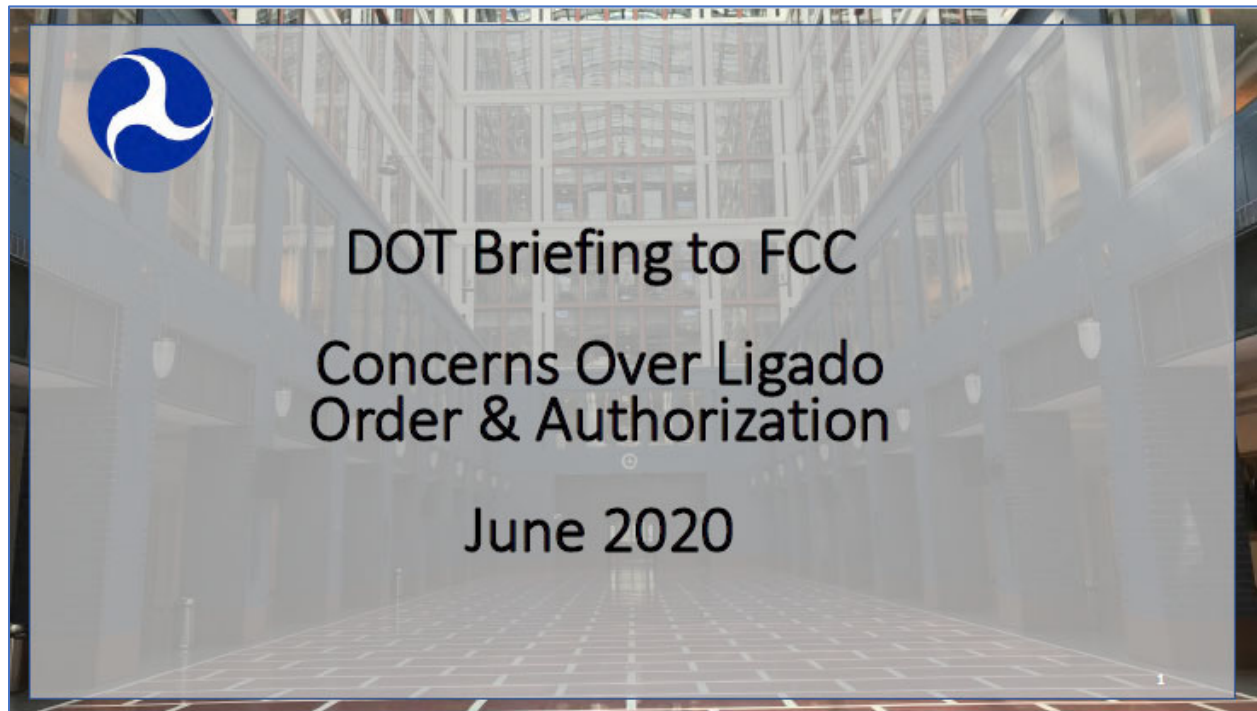 DOT Briefing to FCC
Concerns Over Ligado
Order & Authorization
June 2020
1